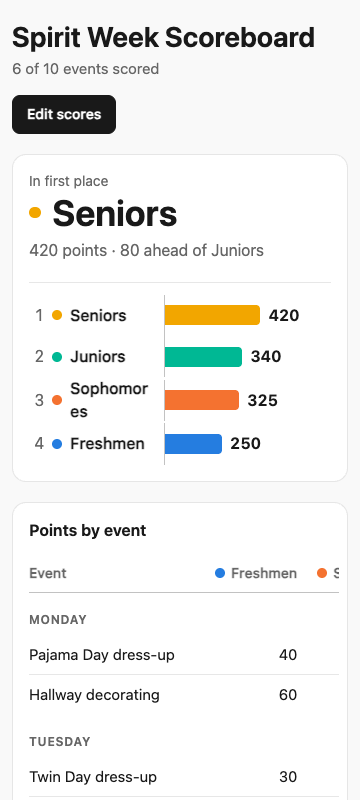 Spirit Week Scoreboard
6 of 10 events scored
Edit scores
In first place
Seniors
420 points · 80 ahead of Juniors
1 Seniors 420
2 Juniors 340
3 Sophomor
es 325
4 Freshmen 250
Points by event
Event Freshmen S
MONDAY
Pajama Day dress-up 40
Hallway decorating 60
TUESDAY
Twin Day dress-up 30